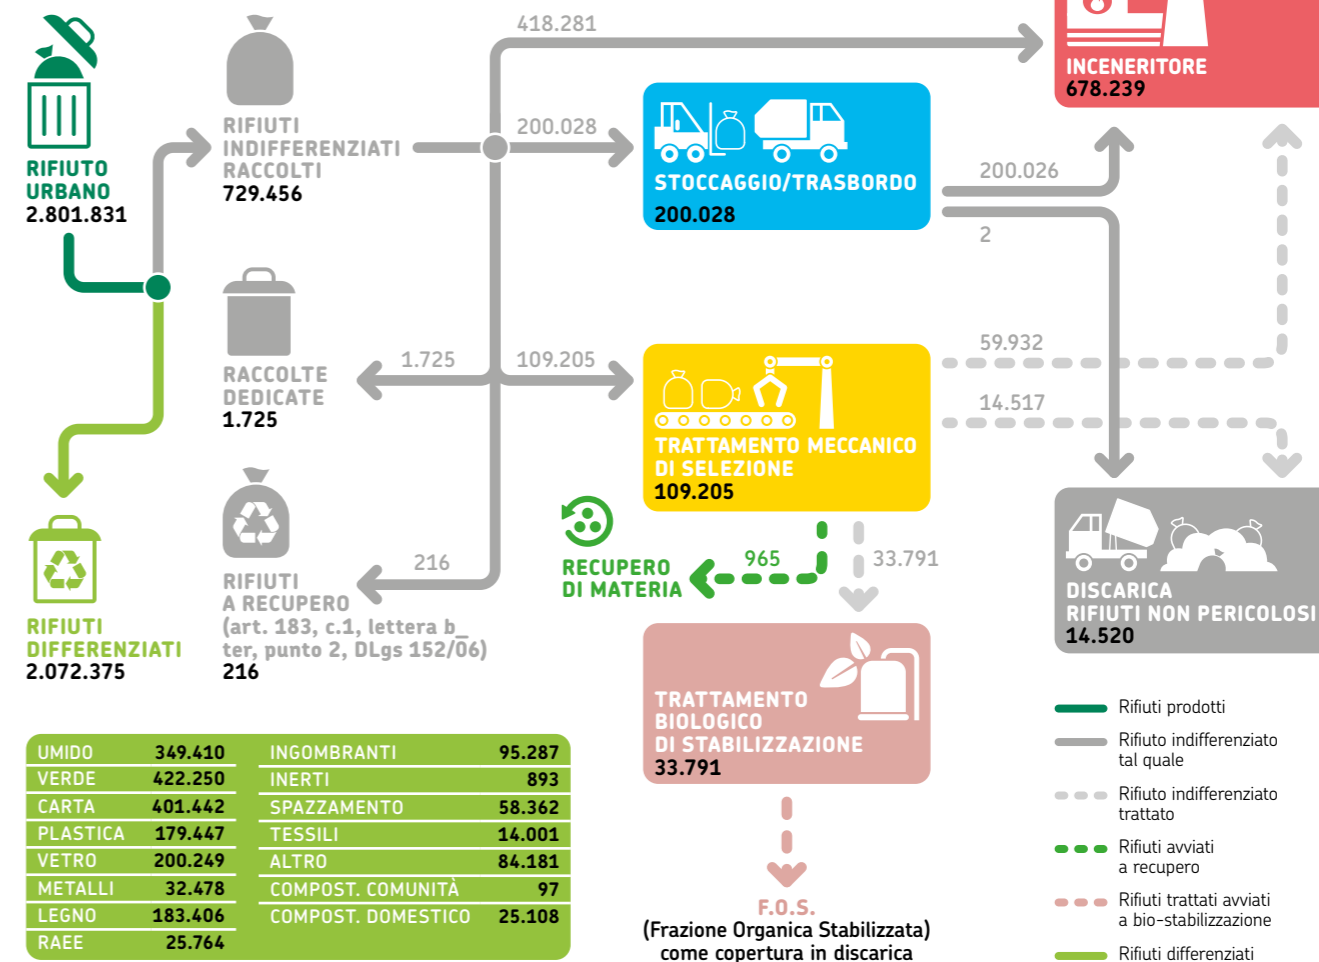 RIFIUTO
URBANO
2.801.831
RIFIUTI
INDIFFERENZIATI
RACCOLTI
729.456
418.281
200.028
STOCCAGGIO/TRASBORDO
200.028
INCENERITORE
678.239
200.026
2
RACCOLTE
DEDICATE
1.725
1.725
109.205
TRATTAMENTO MECCANICO
DI SELEZIONE
109.205
59.932
14.517
RIFIUTI
DIFFERENZIATI
2.072.375
RIFIUTI
A RECUPERO
(art. 183, c.1, lettera b_
ter, punto 2, DLgs 152/06)
216
216
RECUPERO
DI MATERIA
965
33.791
DISCARICA
RIFIUTI NON PERICOLOSI
14.520
TRATTAMENTO
BIOLOGICO
DI STABILIZZAZIONE
33.791
F.O.S.
(Frazione Organica Stabilizzata)
come copertura in discarica
UMIDO 349.410
VERDE 422.250
CARTA 401.442
PLASTICA 179.447
VETRO 200.249
METALLI 32.478
LEGNO 183.406
RAEE 25.764
INGOMBRANTI 95.287
INERTI 893
SPAZZAMENTO 58.362
TESSILI 14.001
ALTRO 84.181
COMPOST. COMUNITÀ 97
COMPOST. DOMESTICO 25.108
Rifiuti prodotti
Rifiuto indifferenziato
tal quale
Rifiuto indifferenziato
trattato
Rifiuti avviati
a recupero
Rifiuti trattati avviati
a bio-stabilizzazione
Rifiuti differenziati